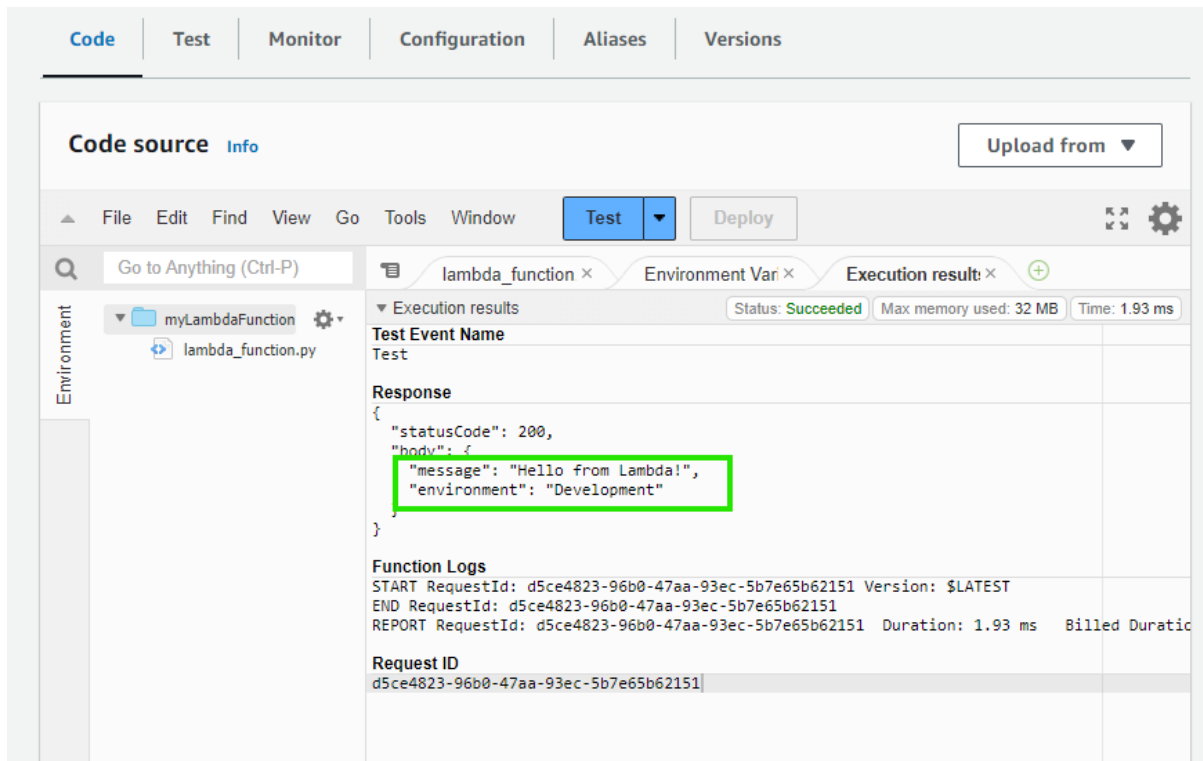 Code Test Monitor Configuration Aliases Versions
Code source Info
Upload from
File Edit Find View Go Tools Window Test Deploy
Go to Anything (Ctrl-P)
lambda_function × Environment Vari × Execution results ×
Environment
myLambdaFunction
lambda_function.py
Execution results
Status: Succeeded Max memory used: 32 MB Time: 1.93 ms
Test Event Name
Test
Response
{
"statusCode": 200,
"body": {
"message": "Hello from Lambda!",
"environment": "Development"
}
}
Function Logs
START RequestId: d5ce4823-96b0-47aa-93ec-5b7e65b62151 Version: $LATEST
END RequestId: d5ce4823-96b0-47aa-93ec-5b7e65b62151
REPORT RequestId: d5ce4823-96b0-47aa-93ec-5b7e65b62151 Duration: 1.93 ms Billed Duratio
Request ID
d5ce4823-96b0-47aa-93ec-5b7e65b62151